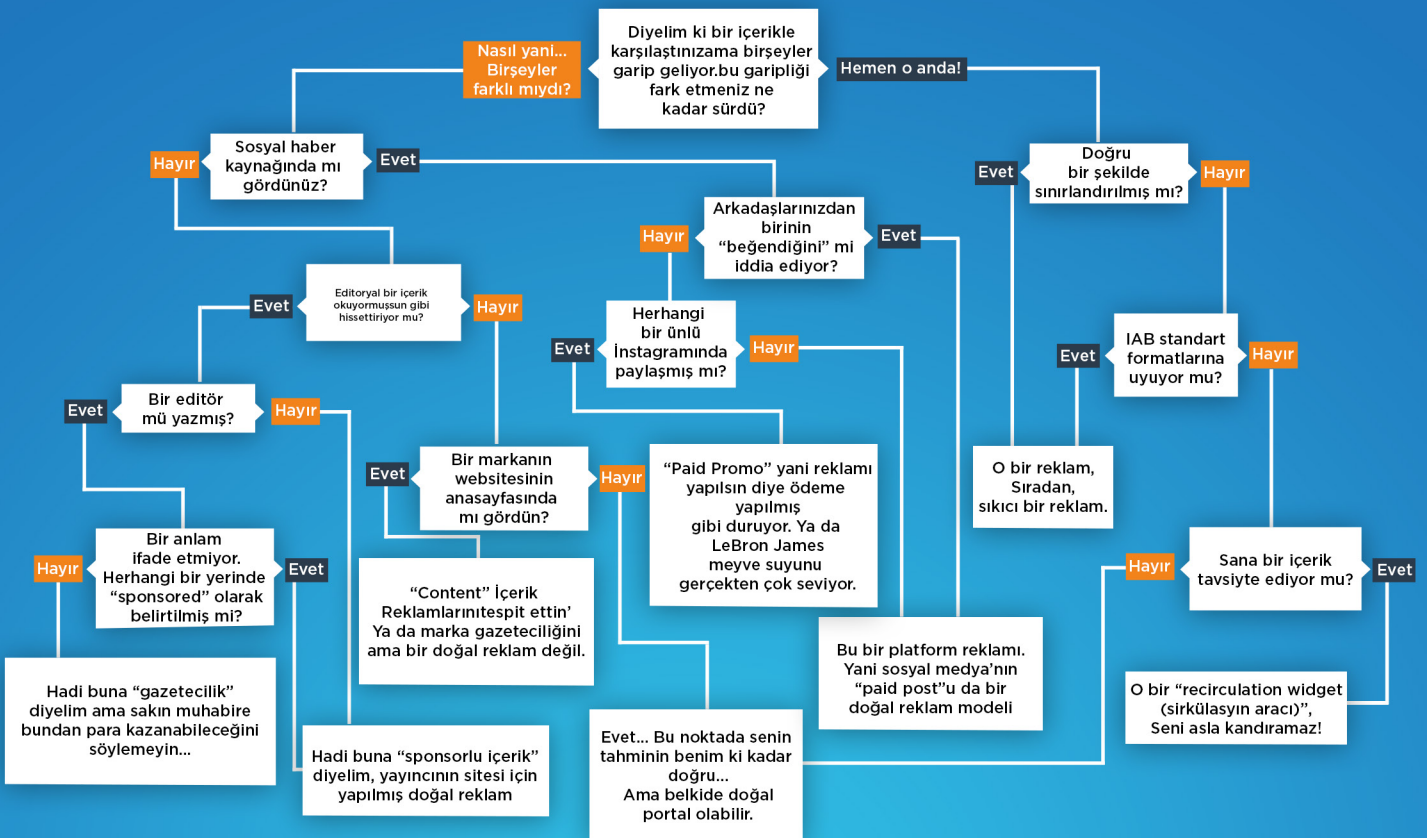 Diyelim ki bir içerikle
karşılaştınızama birşeyler
garip geliyor.bu garipliği
fark etmeniz ne
kadar sürdü?
Nasıl yani...
Birşeyler
farklı mıydı?
Hemen o anda!
Sosyal haber
kaynağında mı
gördünüz?
Hayır
Evet
Doğru
bir şekilde
sınırlandırılmış mı?
Evet
Hayır
Arkadaşlarınızdan
birinin
“beğendiğini” mi
iddia ediyor?
Hayır
Evet
Editoryal bir içerik
okuyormuşsun gibi
hissettiriyor mu?
Evet
Hayır
Herhangi
bir ünlü
İnstagramında
paylaşmış mı?
Evet
Hayır
IAB standart
formatlarına
uyuyor mu?
Evet
Hayır
Bir editör
mü yazmış?
Evet
Hayır
Bir markanın
websitesinin
anasayfasında
mı gördün?
Evet
Hayır
“Paid Promo” yani reklamı
yapılsın diye ödeme
yapılmış
gibi duruyor. Ya da
LeBron James
meyve suyunu
gerçekten çok seviyor.
O bir reklam,
Sıradan,
sıkıcı bir reklam.
Bir anlam
ifade etmiyor.
Herhangi bir yerinde
“sponsored” olarak
belirtilmiş mi?
Hayır
Evet
Sana bir içerik
tavsiyte ediyor mu?
Hayır
Evet
“Content” İçerik
Reklamlarınıtespit ettin’
Ya da marka gazeteciliğini
ama bir doğal reklam değil.
Bu bir platform reklamı.
Yani sosyal medya’nın
“paid post”u da bir
doğal reklam modeli
Hadi buna “gazetecilik”
diyelim ama sakın muhabire
bundan para kazanabileceğini
söylemeyin...
O bir “recirculation widget
(sirkülasyın aracı)”,
Seni asla kandıramaz!
Hadi buna “sponsorlu içerik”
diyelim, yayıncının sitesi için
yapılmış doğal reklam
Evet... Bu noktada senin
tahminin benim ki kadar
doğru...
Ama belkide doğal
portal olabilir.